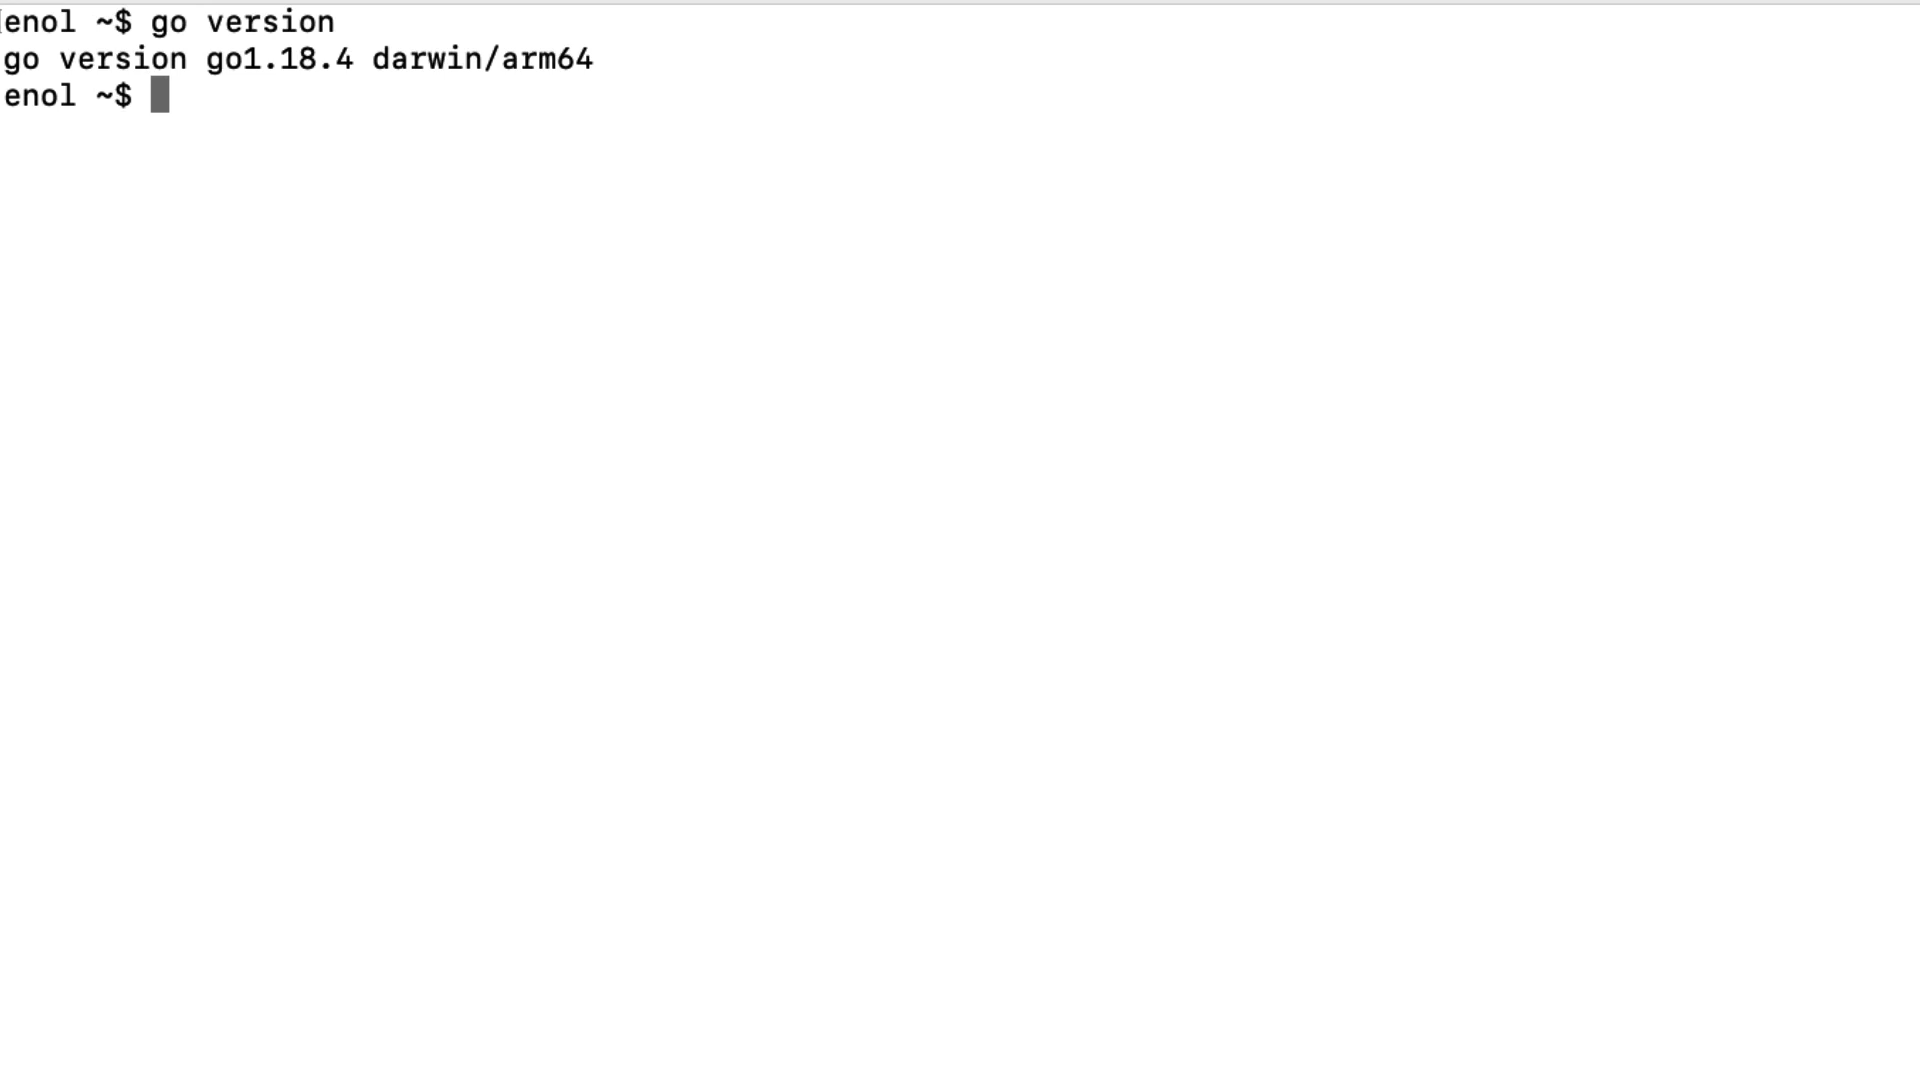 enol ~$ go version
go version go1.18.4 darwin/arm64
enol ~$